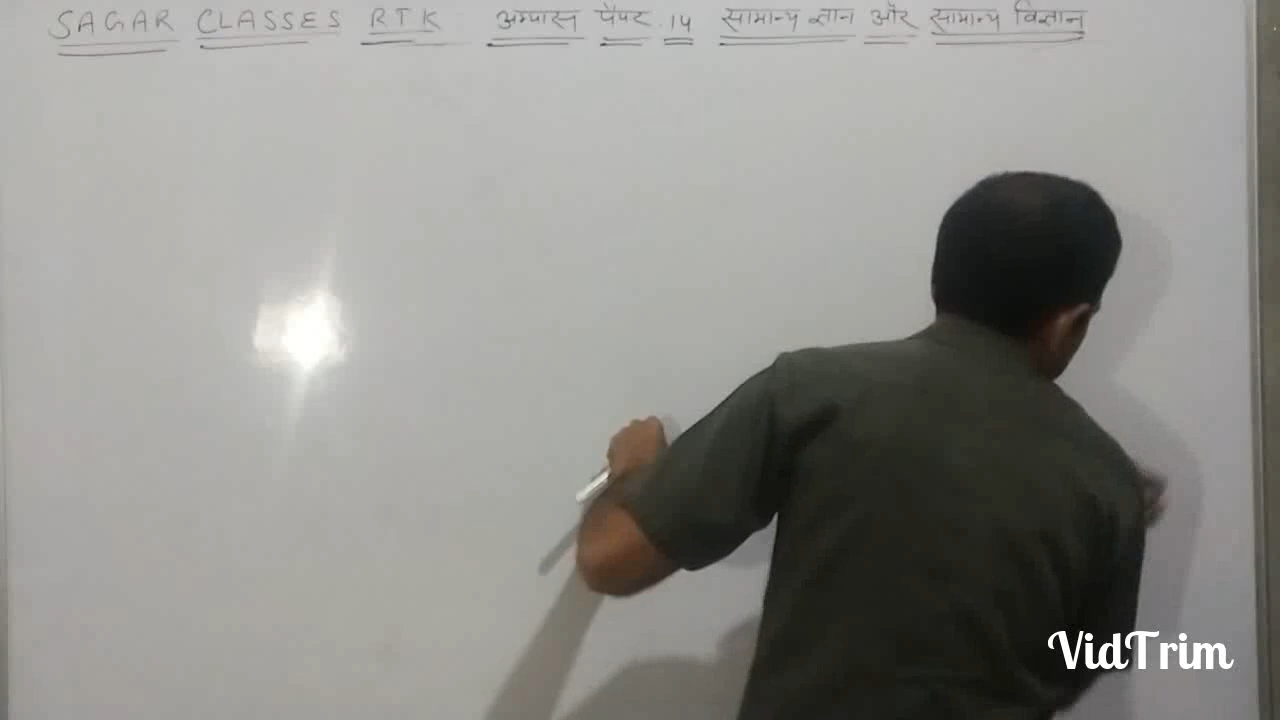 SAGAR CLASSES RTK अभ्यास पेपर 14 सामान्य ज्ञान और सामान्य विज्ञान
VidTrim